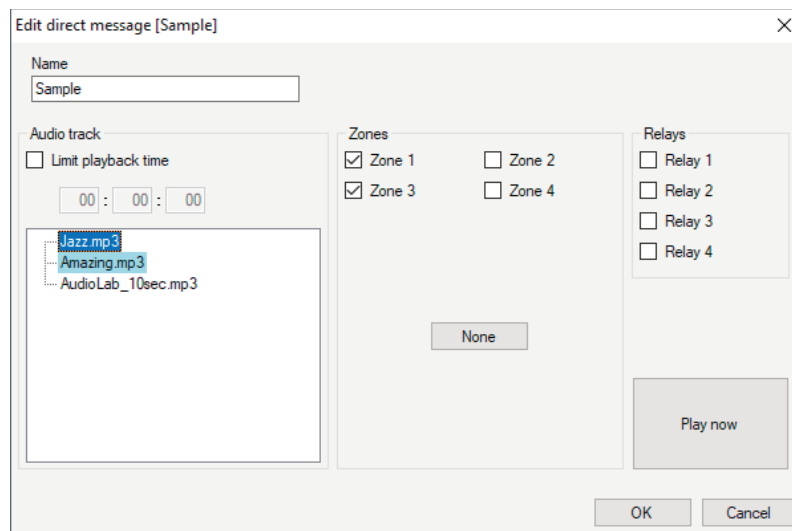 Edit direct message [Sample]
Name
Sample
Audio track
Limit playback time
00 : 00 : 00
Jazz.mp3
Amazing.mp3
AudioLab_10sec.mp3
Zones
Zone 1 Zone 2
Zone 3 Zone 4
None
Relays
Relay 1
Relay 2
Relay 3
Relay 4
Play now
OK Cancel